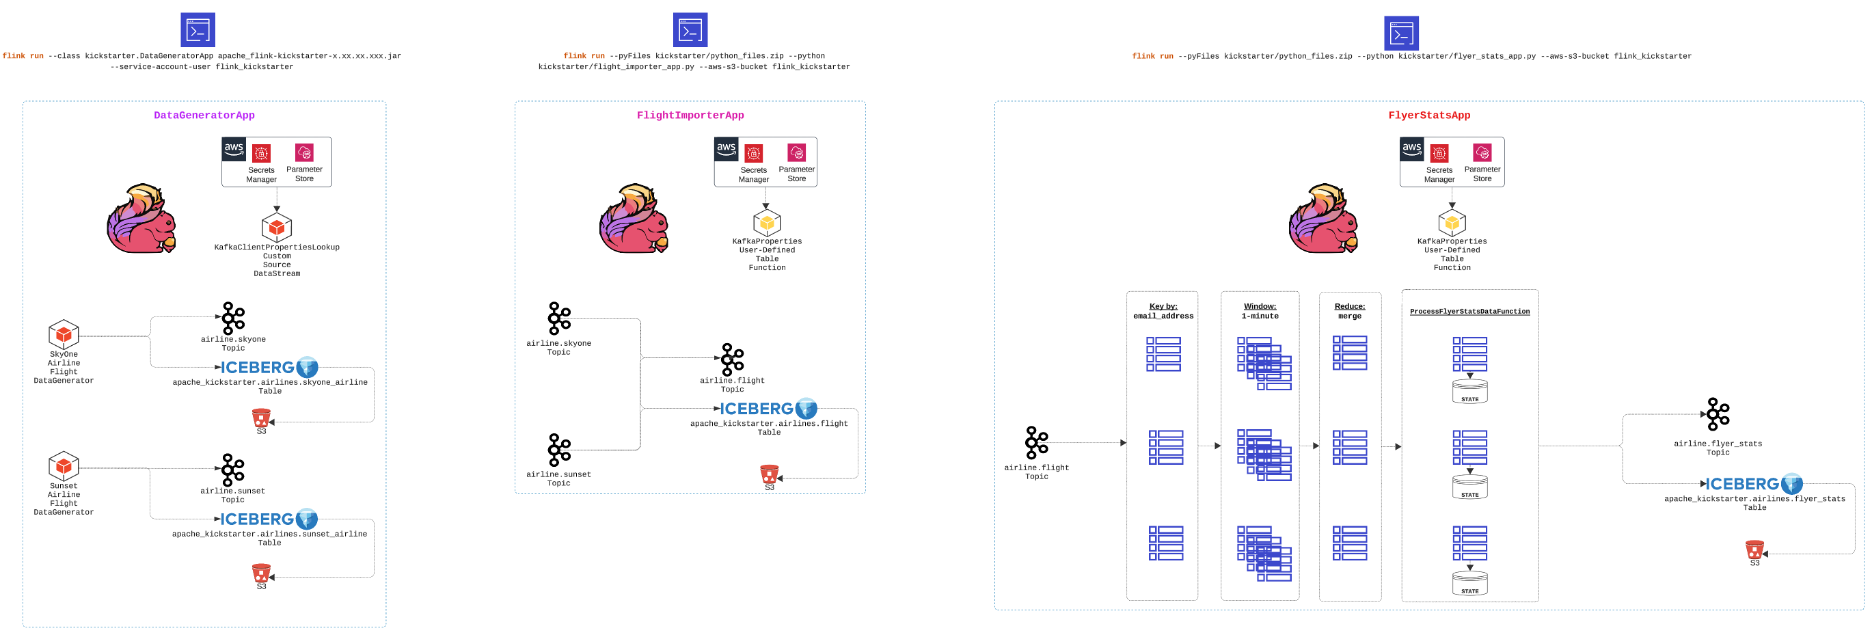 flink run --class kickstarter.DataGeneratorApp apache_flink-kickstarter-x.xx.xx.xxx.jar
--service-account-user flink_kickstarter
DataGeneratorApp
aws
Secrets
Manager
Parameter
Store
KafkaClientPropertiesLookup
Custom
Source
DataStream
SkyOne
Airline
Flight
DataGenerator
airline.skyone
Topic
ICEBERG
apache_kickstarter.airlines.skyone_airline
Table
S3
Sunset
Airline
Flight
DataGenerator
airline.sunset
Topic
ICEBERG
apache_kickstarter.airlines.sunset_airline
Table
S3
flink run --pyFiles kickstarter/python_files.zip --python
kickstarter/flight_importer_app.py --aws-s3-bucket flink_kickstarter
FlightImporterApp
aws
Secrets
Manager
Parameter
Store
KafkaProperties
User-Defined
Table
Function
airline.skyone
Topic
airline.sunset
Topic
airline.flight
Topic
ICEBERG
apache_kickstarter.airlines.flight
Table
S3
flink run --pyFiles kickstarter/python_files.zip --python kickstarter/flyer_stats_app.py --aws-s3-bucket flink_kickstarter
FlyerStatsApp
aws
Secrets
Manager
Parameter
Store
KafkaProperties
User-Defined
Table
Function
airline.flight
Topic
Key by:
email_address
Window:
1-minute
Reduce:
merge
ProcessFlyerStatsDataFunction
STATE
STATE
STATE
airline.flyer_stats
Topic
ICEBERG
apache_kickstarter.airlines.flyer_stats
Table
S3